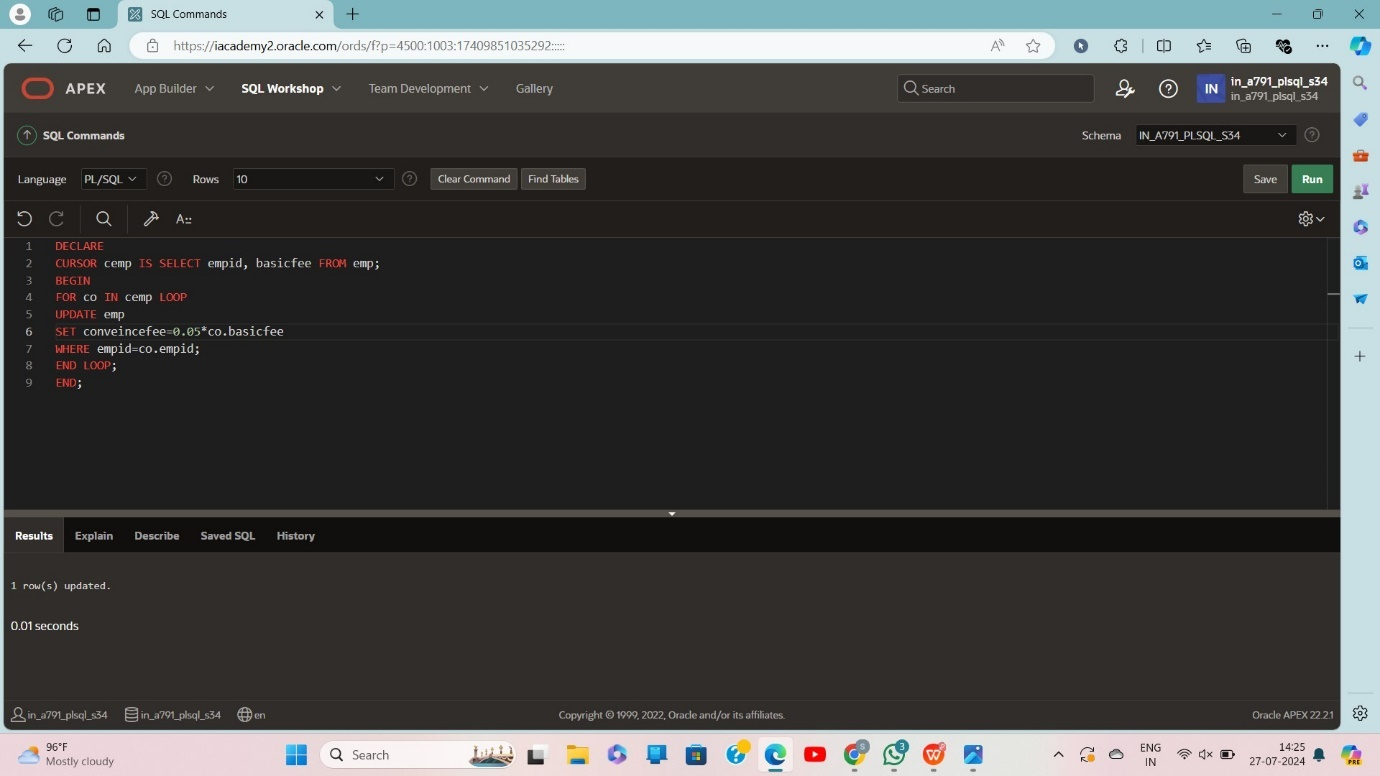 SQL Commands
https://iacademy2.oracle.com/ords/f?p=4500:1003:17409851035292:::::
APEX App Builder SQL Workshop Team Development Gallery Search IN in_a791_plsql_s34
in_a791_plsql_s34
SQL Commands Schema IN_A791_PLSQL_S34
Language PL/SQL Rows 10 Clear Command Find Tables Save Run
1 DECLARE
2 CURSOR cemp IS SELECT empid, basicfee FROM emp;
3 BEGIN
4 FOR co IN cemp LOOP
5 UPDATE emp
6 SET conveincefee=0.05*co.basicfee
7 WHERE empid=co.empid;
8 END LOOP;
9 END;
Results Explain Describe Saved SQL History
1 row(s) updated.
0.01 seconds
in_a791_plsql_s34 in_a791_plsql_s34 en Copyright © 1999, 2022, Oracle and/or its affiliates. Oracle APEX 22.2.1
96°F
Mostly cloudy
Search
3
ENG
IN
14:25
27-07-2024
PRE